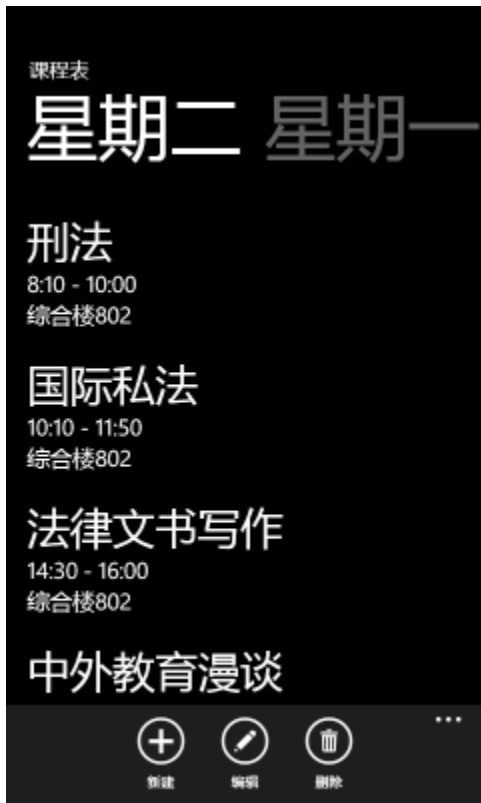 课程表
星期二 星期一
刑法
8:10 - 10:00
综合楼802
国际私法
10:10 - 11:50
综合楼802
法律文书写作
14:30 - 16:00
综合楼802
中外教育漫谈
新建 编辑 删除